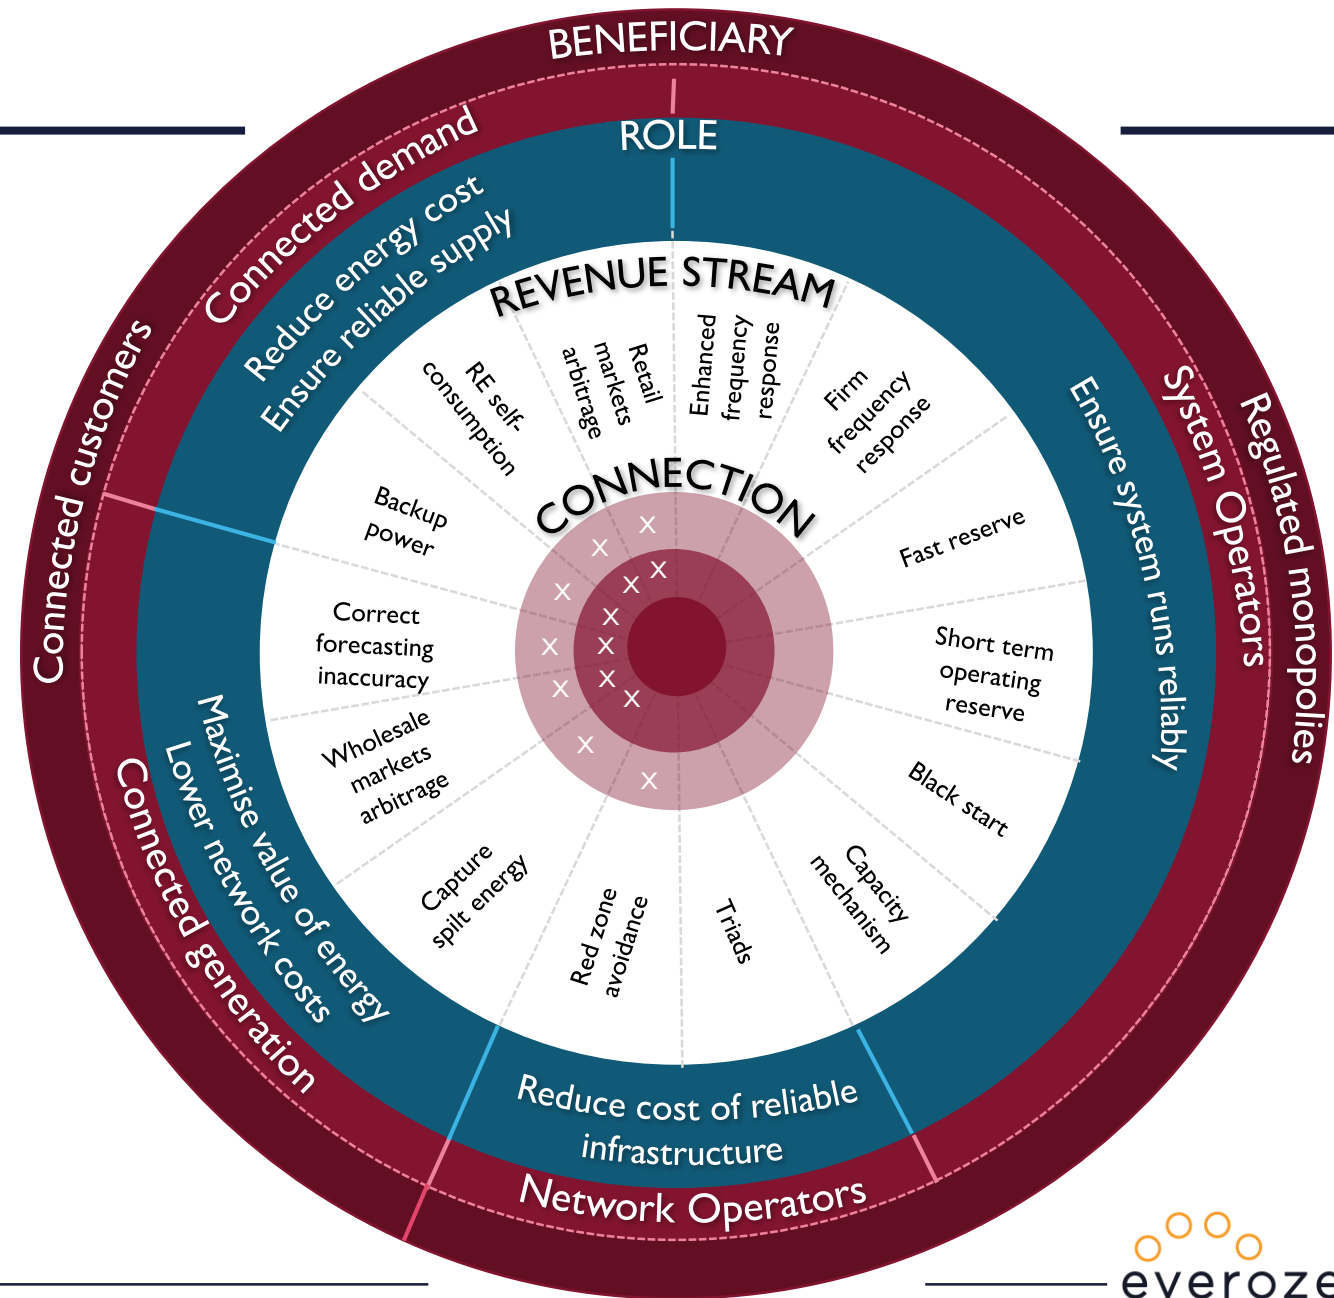 BENEFICIARY
ROLE
REVENUE STREAM
CONNECTION
Connected customers
Regulated monopolies
Connected demand
System Operators
Connected generation
Network Operators
Reduce energy cost
Ensure reliable supply
Ensure system runs reliably
Maximise value of energy
Lower network costs
Reduce cost of reliable
infrastructure
Enhanced
frequency
response
Firm
frequency
response
Fast reserve
Short term
operating
reserve
Black start
Capacity
mechanism
Triads
Red zone
avoidance
Capture
spilt energy
Wholesale
markets
arbitrage
Correct
forecasting
inaccuracy
Backup
power
RE self-
consumption
Retail
markets
arbitrage
X
X
X
X
X
X
X
X
X
X
X
X
X
everoze